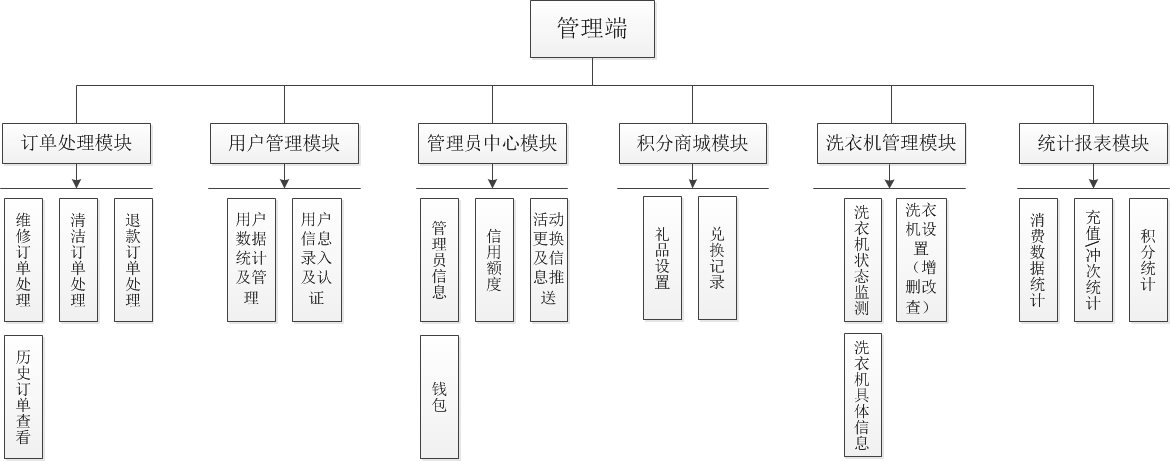 管理端
订单处理模块
用户管理模块
管理员中心模块
积分商城模块
洗衣机管理模块
统计报表模块
维修订单处理
清洁订单处理
退款订单处理
用户
数据
统计
及管
理
用户
信息
录入
及认
证
管理员信息
信用额度
活动
更换
及信
息推
送
礼品设置
兑换记录
洗衣机状态监测
洗衣
机设
置
（增
删改
查）
消费数据统计
充值\冲次统计
积分统计
历史订单查看
钱包
洗衣机具体信息